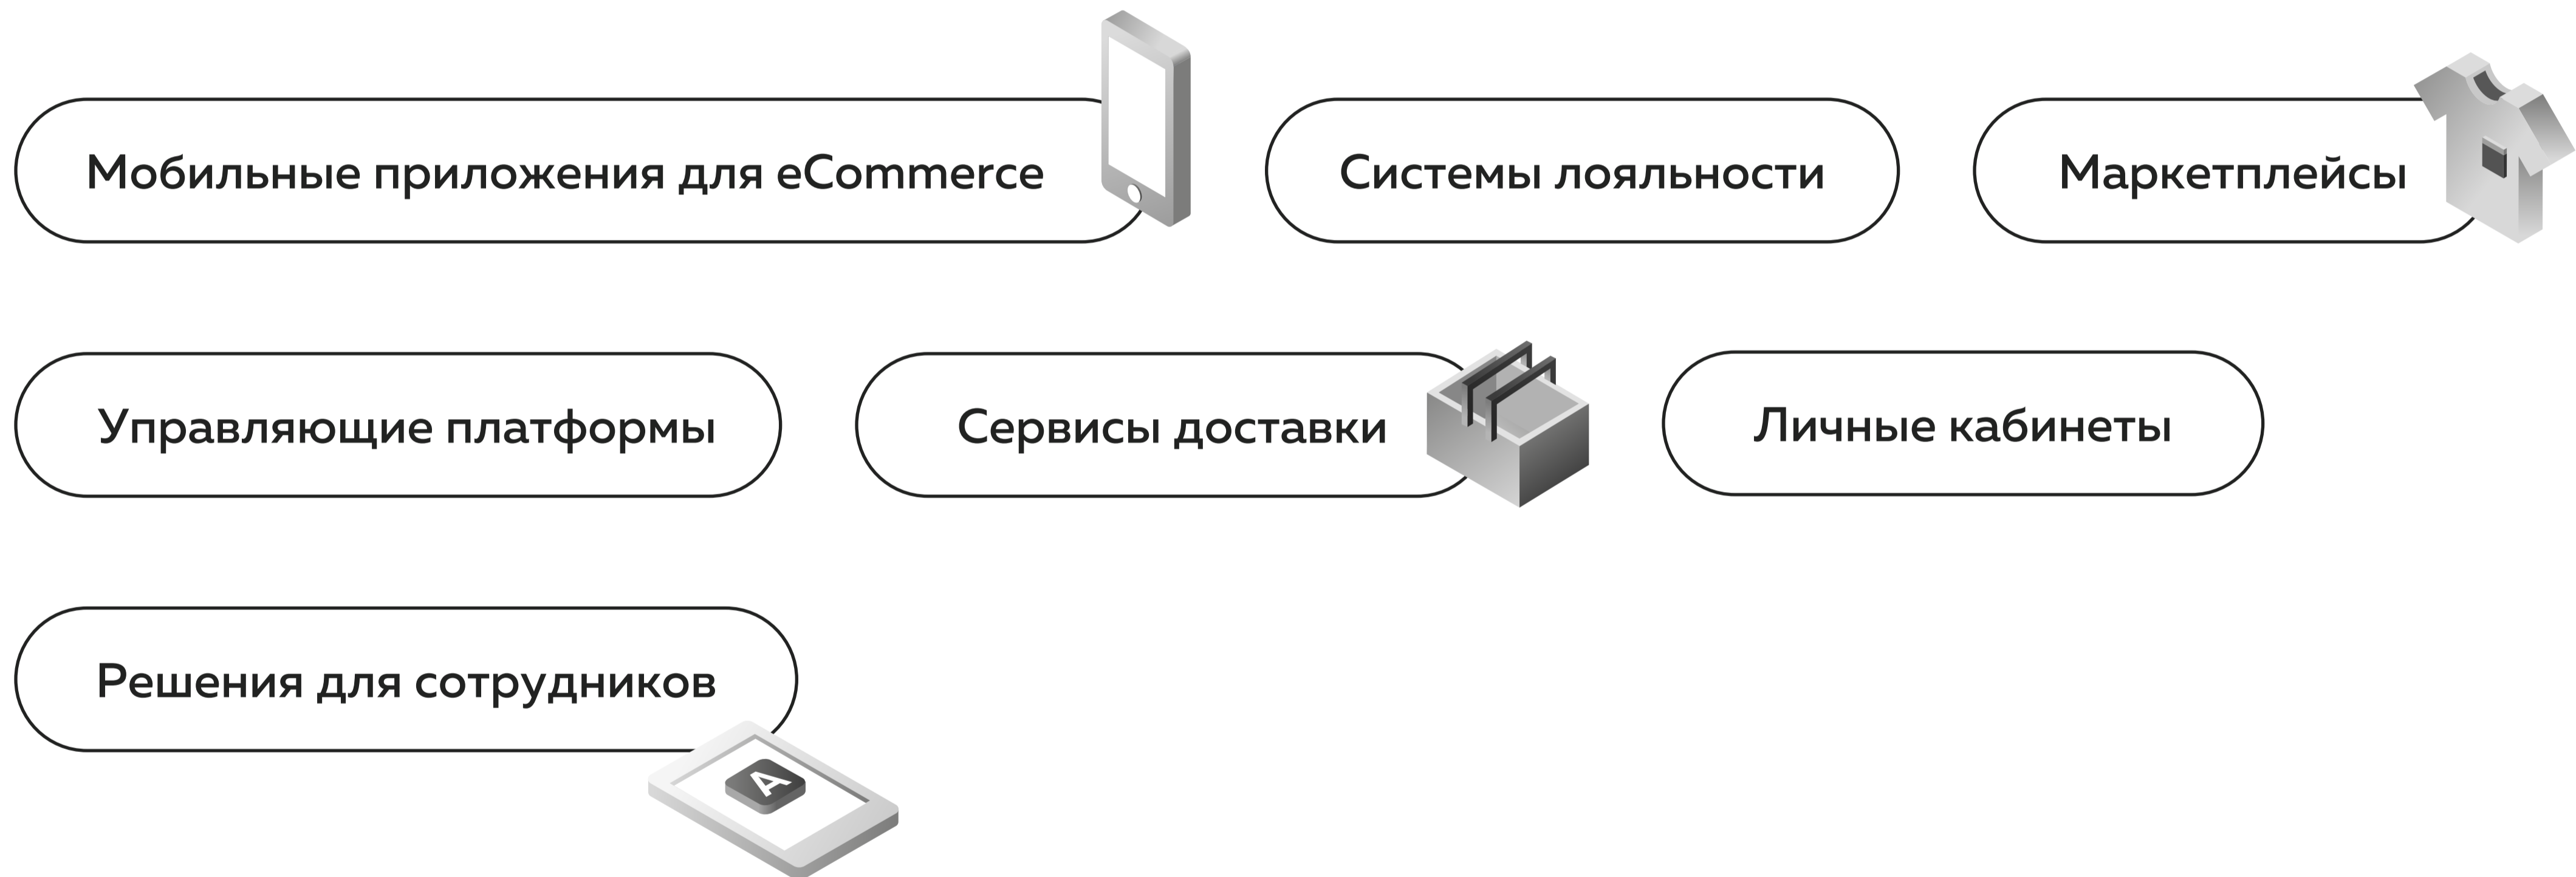 Мобильные приложения для eCommerce
Системы лояльности
Маркетплейсы
Управляющие платформы
Сервисы доставки
Личные кабинеты
Решения для сотрудников
A